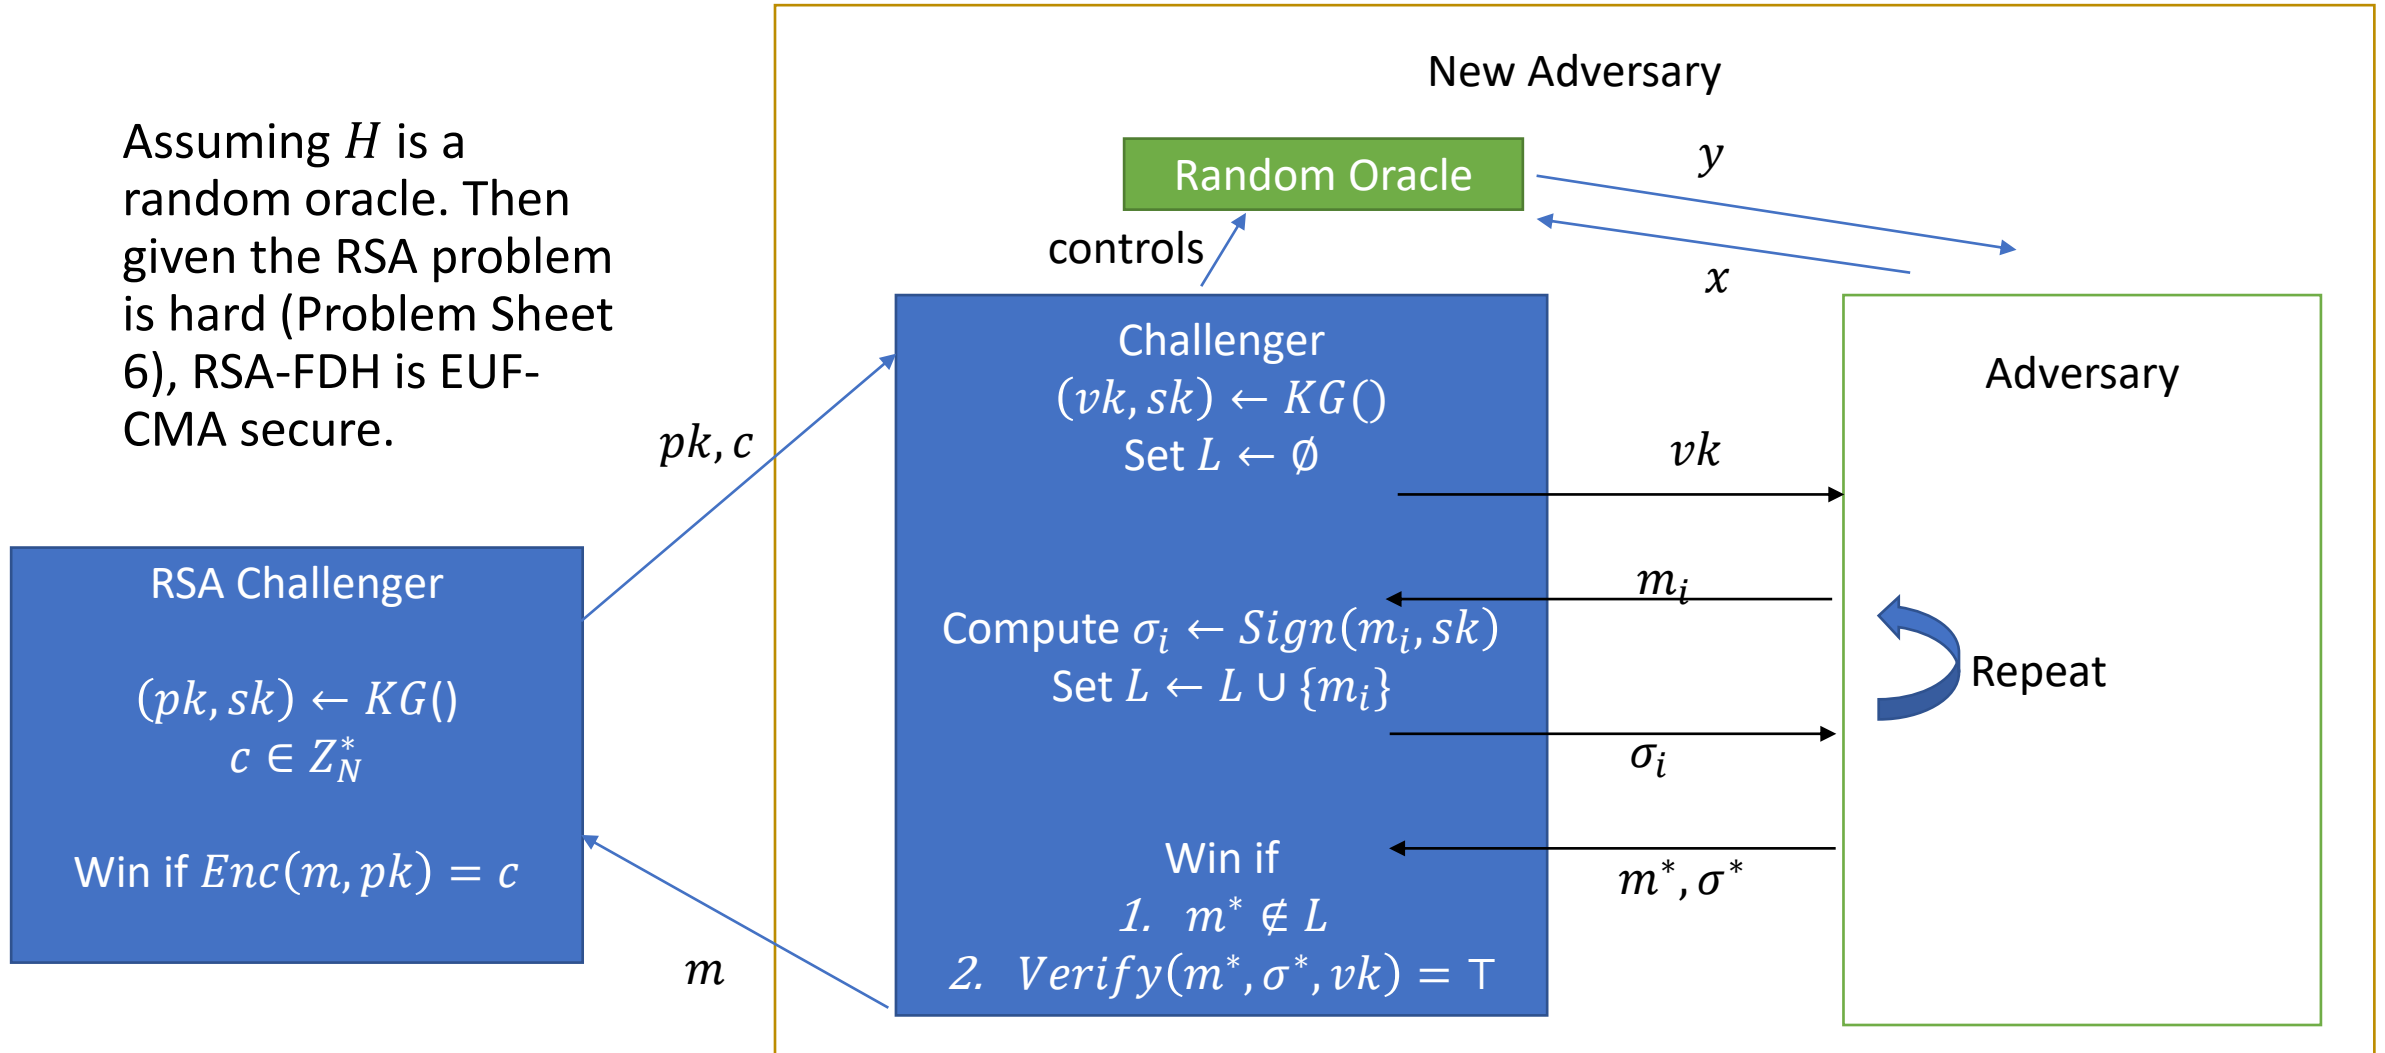 Assuming 𝐻 is a
random oracle. Then
given the RSA problem
is hard (Problem Sheet
6), RSA-FDH is EUF-
CMA secure.
New Adversary
Random Oracle
𝑦
𝑥
controls
𝑝𝑘, 𝑐
RSA Challenger
(𝑝𝑘, 𝑠𝑘) ← 𝐾𝐺()
𝑐 ∈ 𝑍_𝑁^∗
Win if 𝐸𝑛𝑐(𝑚, 𝑝𝑘) = 𝑐
𝑚
Challenger
(𝑣𝑘, 𝑠𝑘) ← 𝐾𝐺()
Set 𝐿 ← ∅
Compute 𝜎_𝑖 ← 𝑆𝑖𝑔𝑛(𝑚_𝑖, 𝑠𝑘)
Set 𝐿 ← 𝐿 ∪ {𝑚_𝑖}
Win if
1. 𝑚^∗ ∉ 𝐿
2. 𝑉𝑒𝑟𝑖𝑓𝑦(𝑚^∗, 𝜎^∗, 𝑣𝑘) = ⊤
𝑣𝑘
𝑚_𝑖
𝜎_𝑖
𝑚^∗, 𝜎^∗
Adversary
Repeat